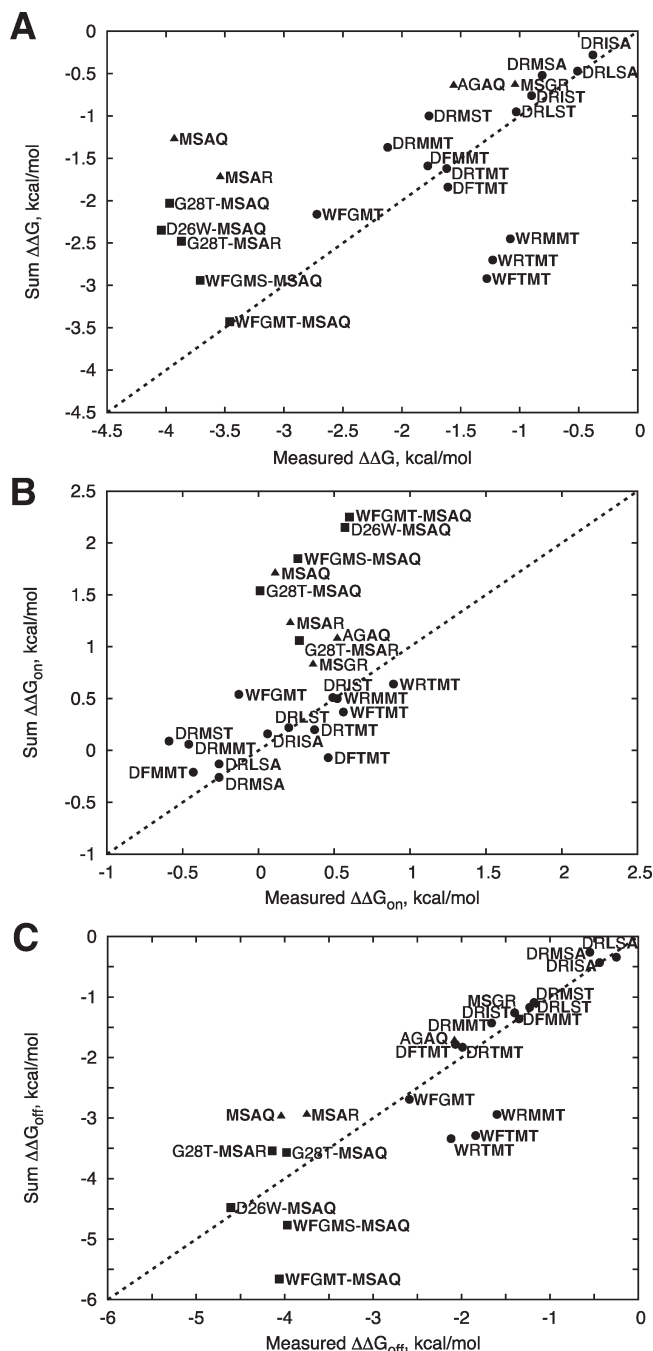 A
0
-0.5
-1
-1.5
-2
-2.5
-3
-3.5
-4
-4.5
Sum ΔΔG, kcal/mol
DRISA
DRMSA
DRLSA
AGAQ
MSGR
DRIST
DRLST
DRMST
MSAQ
DRMMT
DFMMT
DRTMT
MSAR
DFTMT
G28T-MSAQ
WFGMT
D26W-MSAQ
G28T-MSAR
WRMMT
WRTMT
WFTMT
WFGMS-MSAQ
WFGMT-MSAQ
-4.5 -4 -3.5 -3 -2.5 -2 -1.5 -1 -0.5 0
Measured ΔΔG, kcal/mol
B
2.5
2
1.5
1
0.5
0
-0.5
-1
Sum ΔΔGon, kcal/mol
WFGMT-MSAQ
D26W-MSAQ
WFGMS-MSAQ
MSAQ
G28T-MSAQ
MSAR
AGAQ
G28T-MSAR
MSGR
DRIST
WRTMT
WFGMT
WRMMT
WFTMT
DRLST
DRTMT
DRMST
DRISA
DRMMT
DFTMT
DRLSA
DFMMT
DRMSA
-1 -0.5 0 0.5 1 1.5 2 2.5
Measured ΔΔGon, kcal/mol
C
0
-1
-2
-3
-4
-5
-6
Sum ΔΔGoff, kcal/mol
DRLSA
DRMSA
DRISA
DRMST
MSGR
DRLST
DRIST
DFMMT
DRMMT
AGAQ
DFTMT
DRTMT
WFGMT
MSAQ
MSAR
WRMMT
WFTMT
WRTMT
G28T-MSAR
G28T-MSAQ
D26W-MSAQ
WFGMS-MSAQ
WFGMT-MSAQ
-6 -5 -4 -3 -2 -1 0
Measured ΔΔGoff, kcal/mol